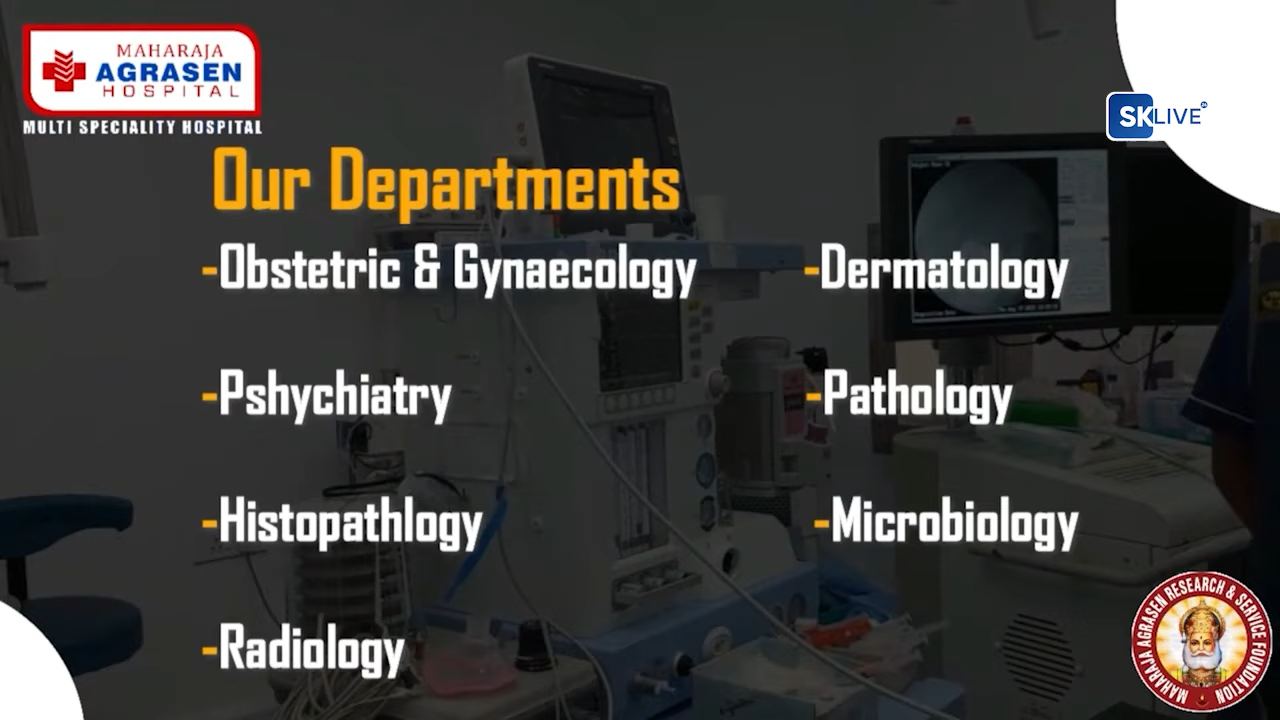 MAHARAJA
AGRASEN
HOSPITAL
MULTI SPECIALITY HOSPITAL
SKLIVE
Our Departments
-Obstetric & Gynaecology
-Dermatology
-Pshychiatry
-Pathology
-Histopathlogy
-Microbiology
-Radiology
MAHARAJA AGRASEN RESEARCH & SERVICE FOUNDATION